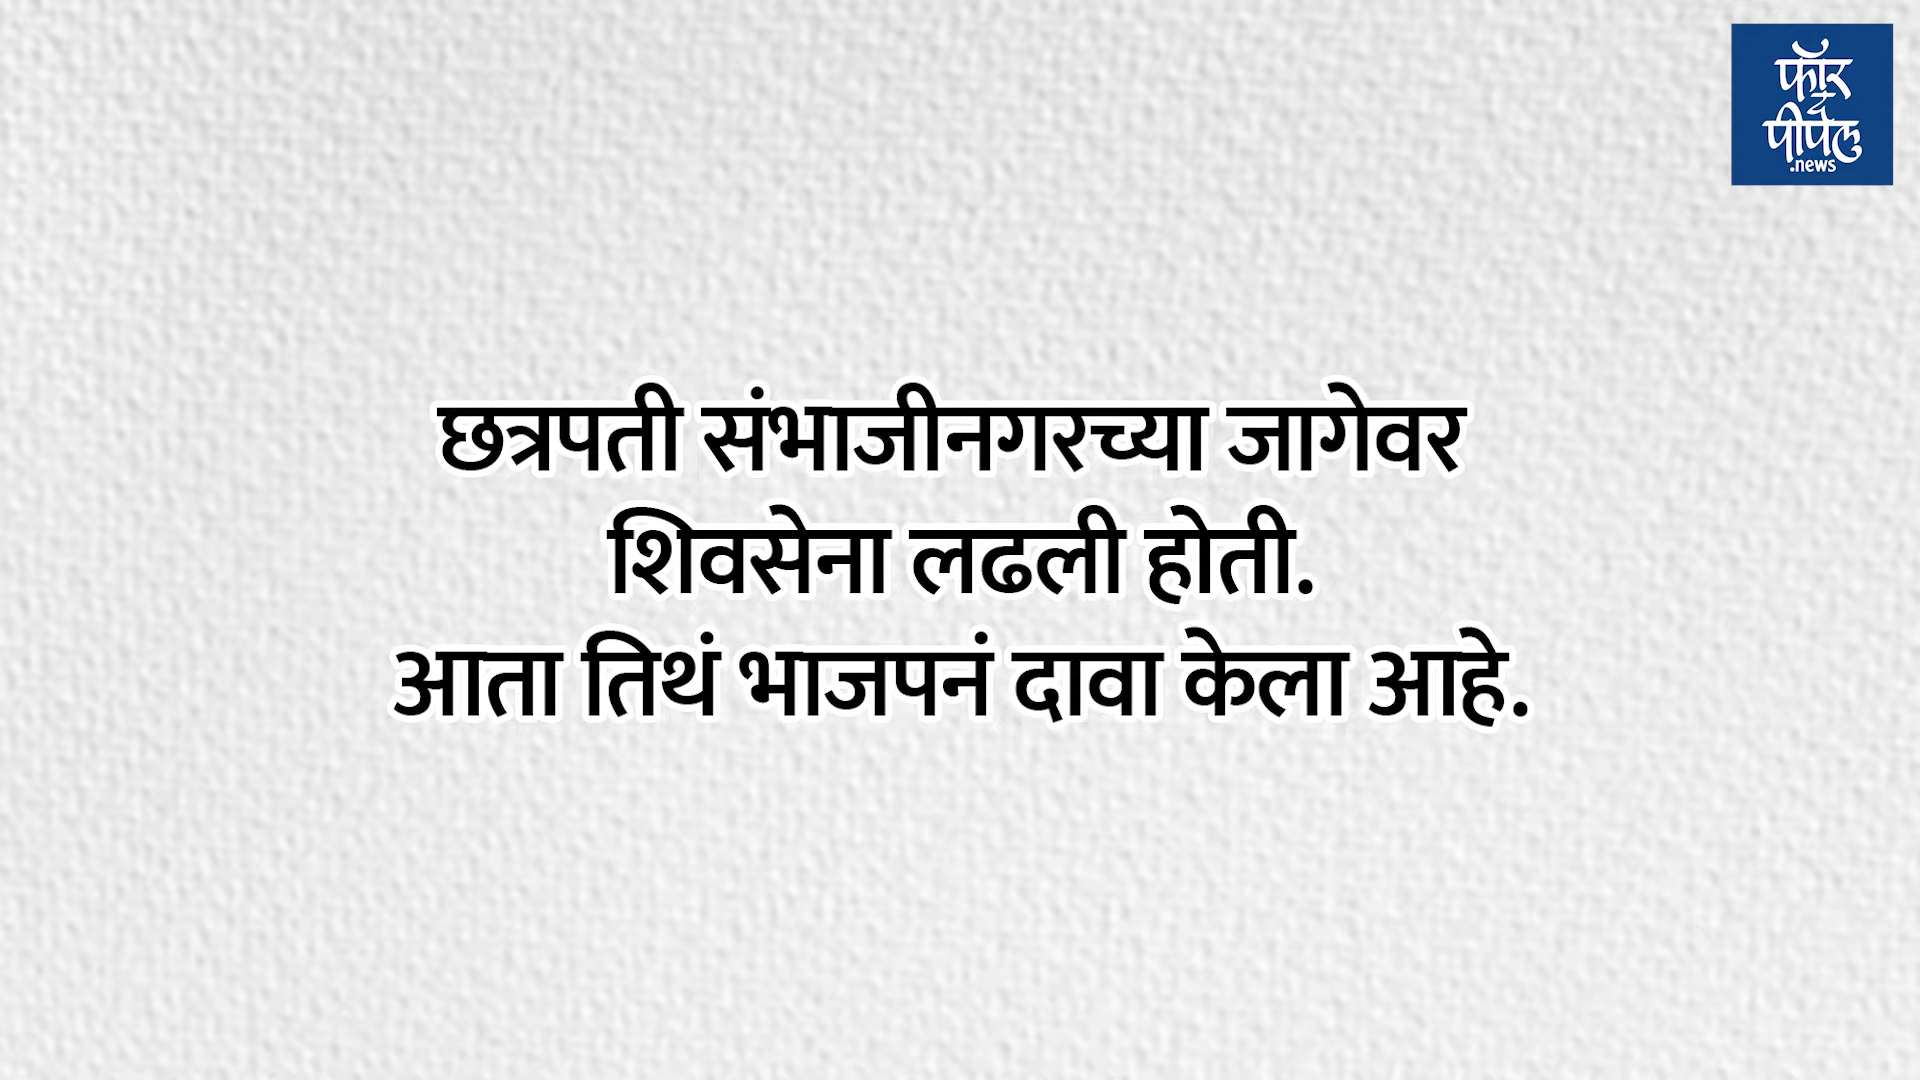 फॉर
द
पीपल
.news
छत्रपती संभाजीनगरच्या जागेवर
शिवसेना लढली होती.
आता तिथं भाजपनं दावा केला आहे.